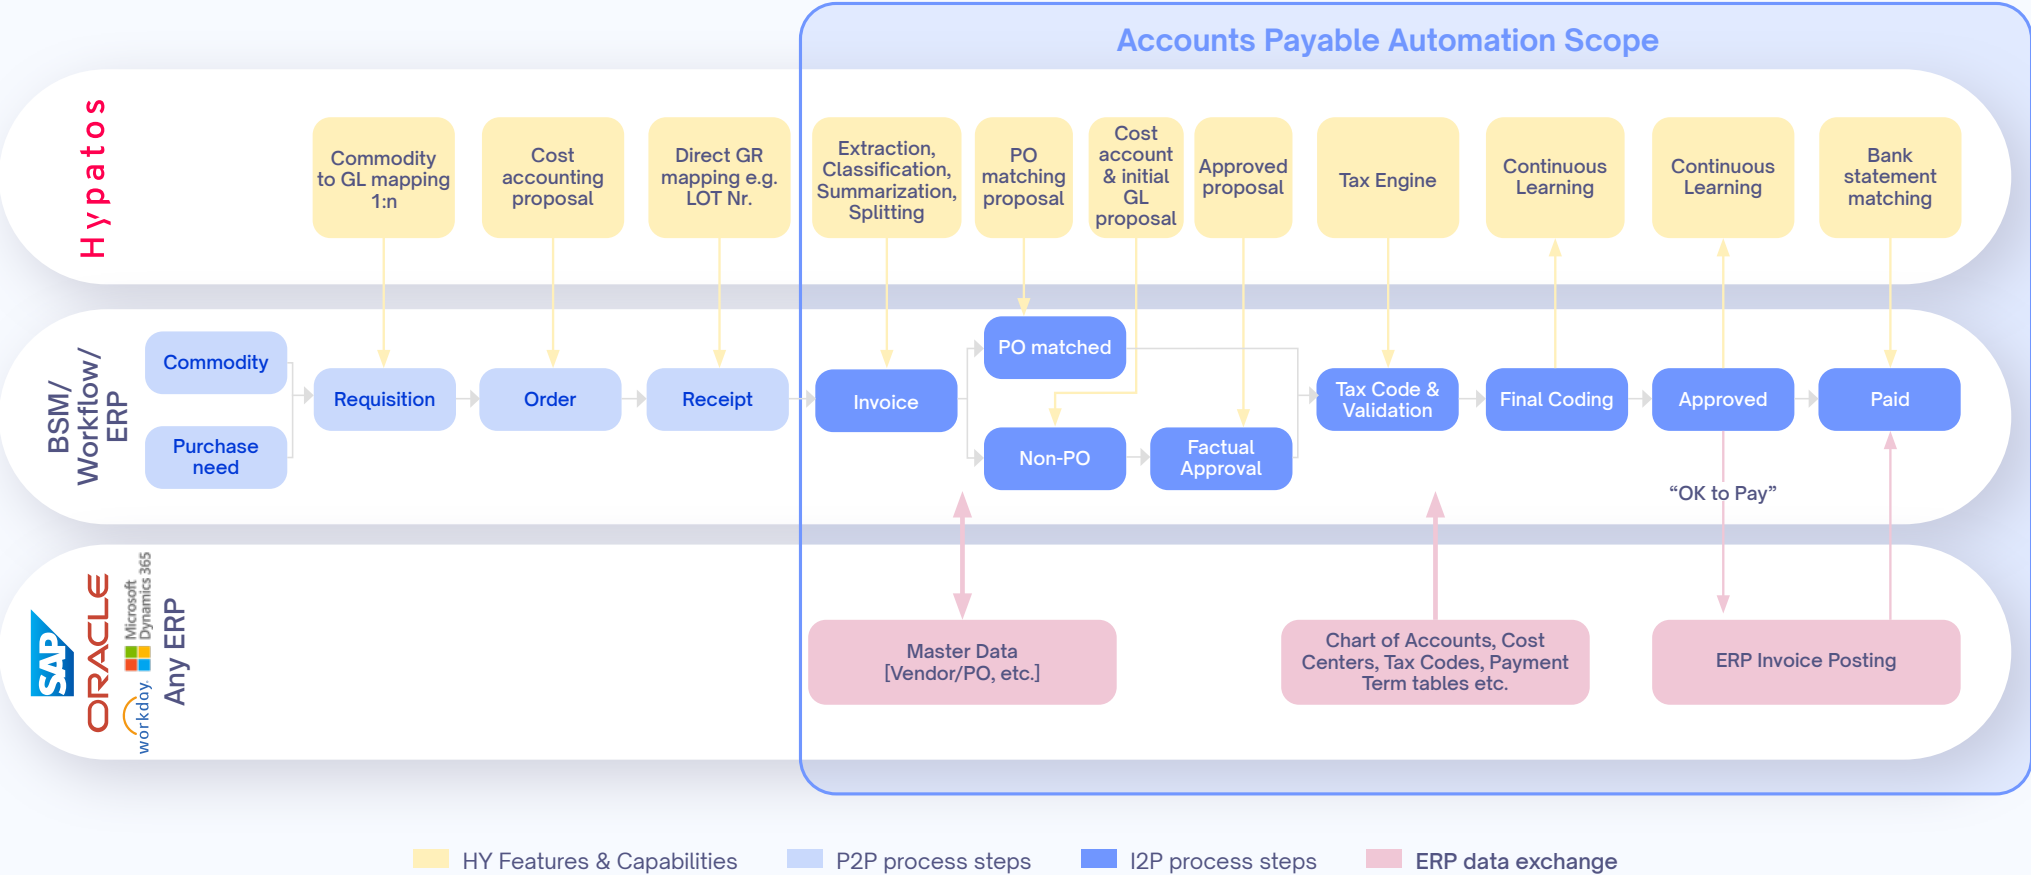 Accounts Payable Automation Scope
Hypatos
Commodity
to GL mapping
1:n
Cost
accounting
proposal
Direct GR
mapping e.g.
LOT Nr.
Extraction,
Classification,
Summarization,
Splitting
PO
matching
proposal
Cost
account
& initial
GL
proposal
Approved
proposal
Tax Engine
Continuous
Learning
Continuous
Learning
Bank
statement
matching
BSM/
Workflow/
ERP
Commodity
Purchase
need
Requisition
Order
Receipt
Invoice
PO matched
Non-PO
Factual
Approval
Tax Code &
Validation
Final Coding
Approved
Paid
“OK to Pay”
SAP
ORACLE
Microsoft
Dynamics 365
workday.
Any ERP
Master Data
[Vendor/PO, etc.]
Chart of Accounts, Cost
Centers, Tax Codes, Payment
Term tables etc.
ERP Invoice Posting
HY Features & Capabilities
P2P process steps
I2P process steps
ERP data exchange